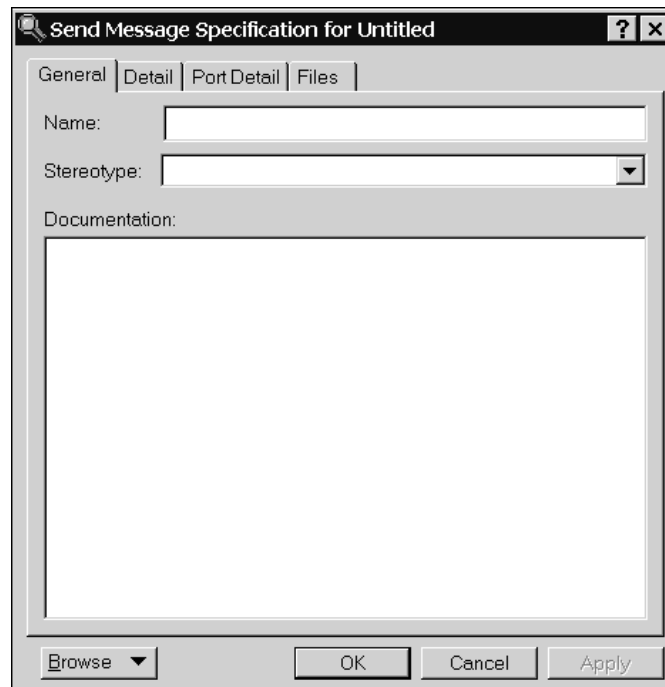 Send Message Specification for Untitled ? ×
General Detail Port Detail Files
Name:
Stereotype:
Documentation:
Browse OK Cancel Apply